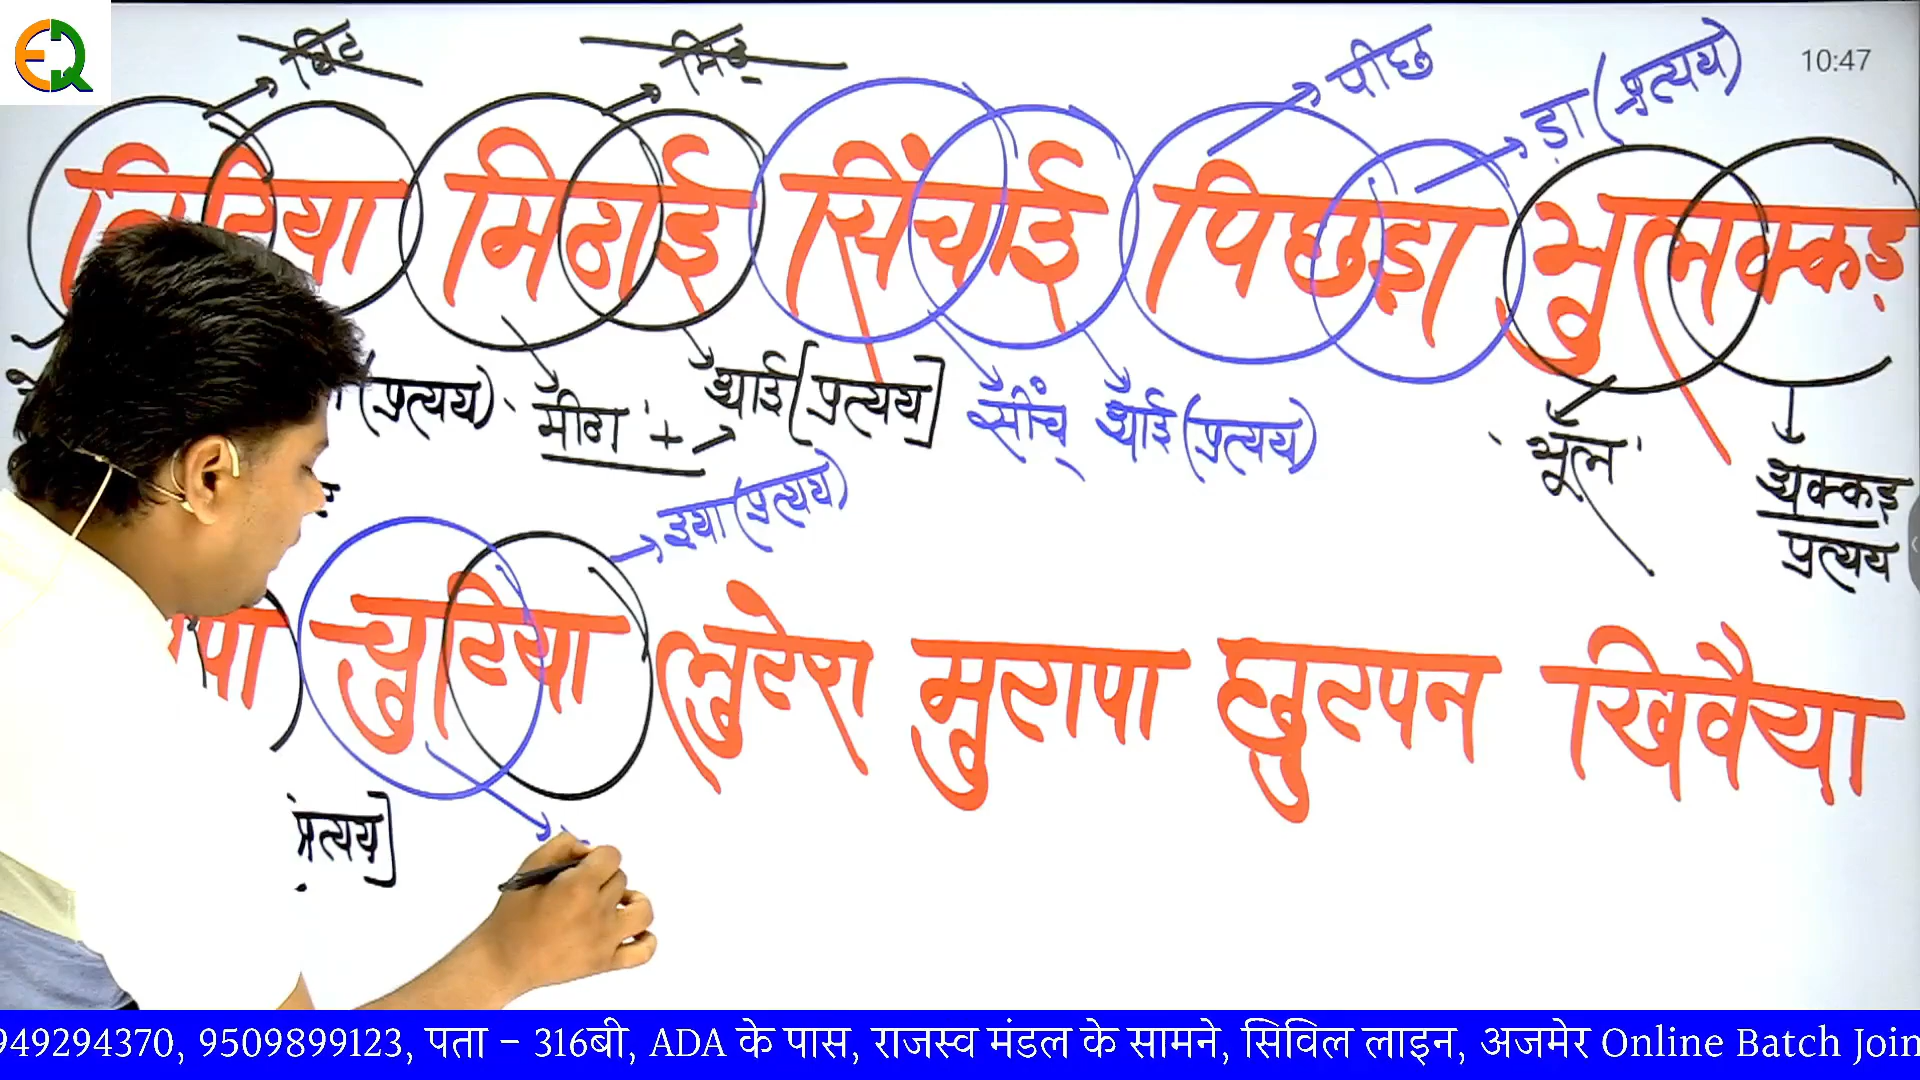 EQ
बिट मिठ् पीछ ड़ा (प्रत्यय) 10:47
मिठाई सिंचाई पिछड़ा भुलक्कड़
(प्रत्यय) मीठा + आई [प्रत्यय] सींच् आई (प्रत्यय) भूल अक्कड़
प्रत्यय
इया (प्रत्यय)
पा चुटिया लुटेरा मुटापा छुटपन खिवैया
प्रत्यय]
949294370, 9509899123, पता – 316बी, ADA के पास, राजस्व मंडल के सामने, सिविल लाइन, अजमेर Online Batch Join